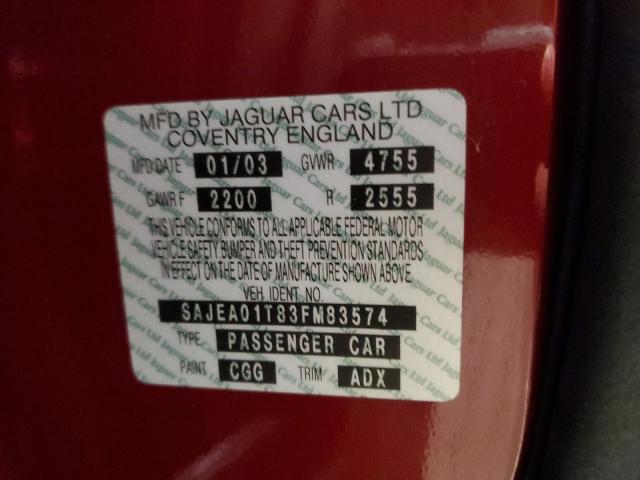 MFD BY JAGUAR CARS LTD
COVENTRY ENGLAND
MFD DATE 01/03 GVWR 4755
GAWR F 2200 R 2555
THIS VEHICLE CONFORMS TO ALL APPLICABLE FEDERAL MOTOR
VEHICLE SAFETY BUMPER AND THEFT PREVENTION STANDARDS
IN EFFECT ON THE DATE OF MANUFACTURE SHOWN ABOVE.
VEH IDENT NO.
SAJEA01T83FM83574
TYPE PASSENGER CAR
PAINT CGG TRIM ADX